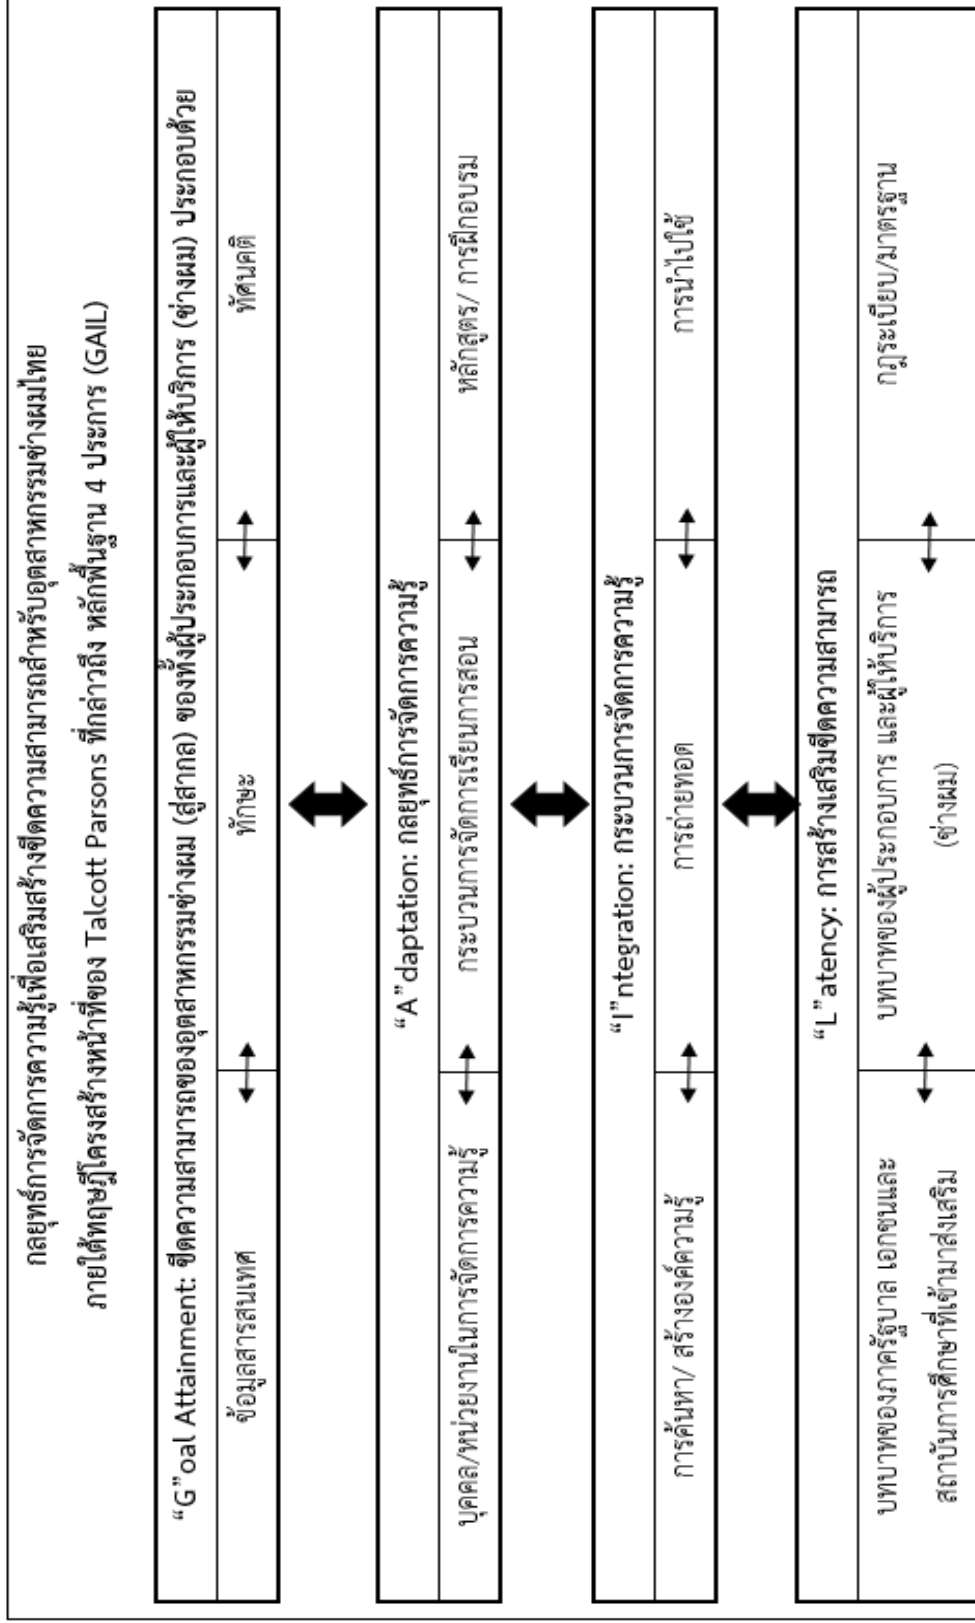 กลยุทธ์การจัดการความรู้เพื่อเสริมสร้างขีดความสามารถสำหรับอุตสาหกรรมช่างผมไทย
ภายใต้ทฤษฎีโครงสร้างหน้าที่ของ Talcott Parsons ที่กล่าวถึง หลักพื้นฐาน 4 ประการ (GAIL)
“G”oal Attainment: ขีดความสามารถของอุตสาหกรรมช่างผม (สู่สากล) ของทั้งผู้ประกอบการและผู้ให้บริการ (ช่างผม) ประกอบด้วย
ข้อมูลสารสนเทศ
ทักษะ
ทัศนคติ
“A”daptation: กลยุทธ์การจัดการความรู้
บุคคล/หน่วยงานในการจัดการความรู้
กระบวนการจัดการเรียนการสอน
หลักสูตร/ การฝึกอบรม
“I”ntegration: กระบวนการจัดการความรู้
การค้นหา/ สร้างองค์ความรู้
การถ่ายทอด
การนำไปใช้
“L”atency: การสร้างเสริมขีดความสามารถ
บทบาทของภาครัฐบาล เอกชนและ
สถาบันการศึกษาที่เข้ามาส่งเสริม
บทบาทของผู้ประกอบการ และผู้ให้บริการ
(ช่างผม)
กฎระเบียบ/มาตรฐาน